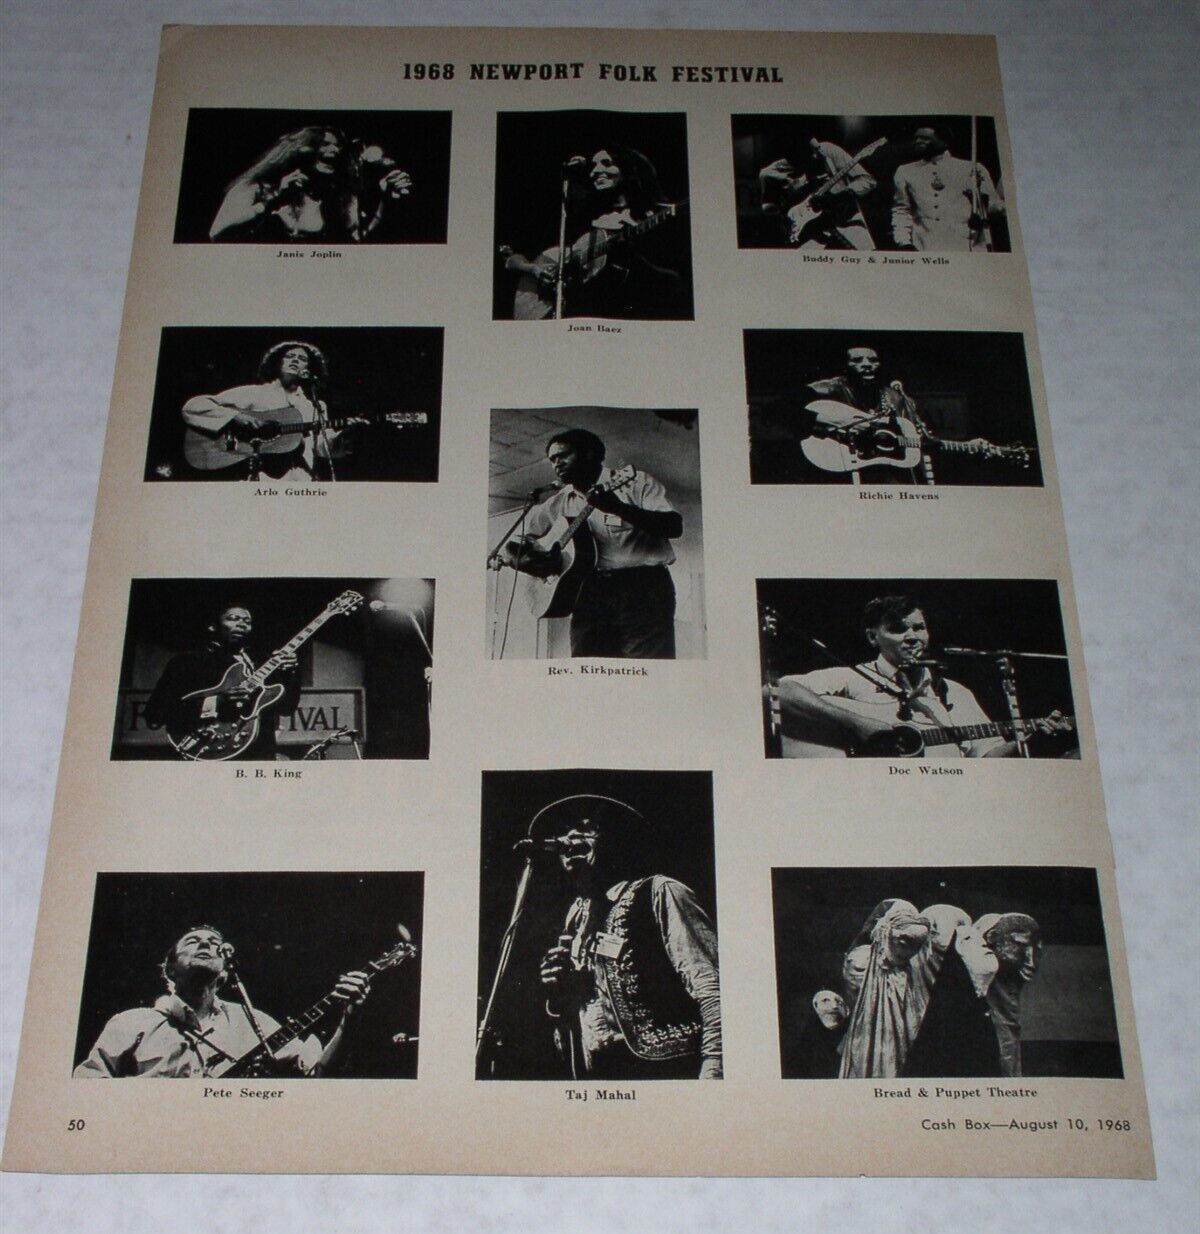 1968 NEWPORT FOLK FESTIVAL
Janis Joplin
Joan Baez
Buddy Guy & Junior Wells
Arlo Guthrie
Rev. Kirkpatrick
Richie Havens
IVAL
B. B. King
Doc Watson
Pete Seeger
Taj Mahal
Bread & Puppet Theatre
50
Cash Box—August 10, 1968